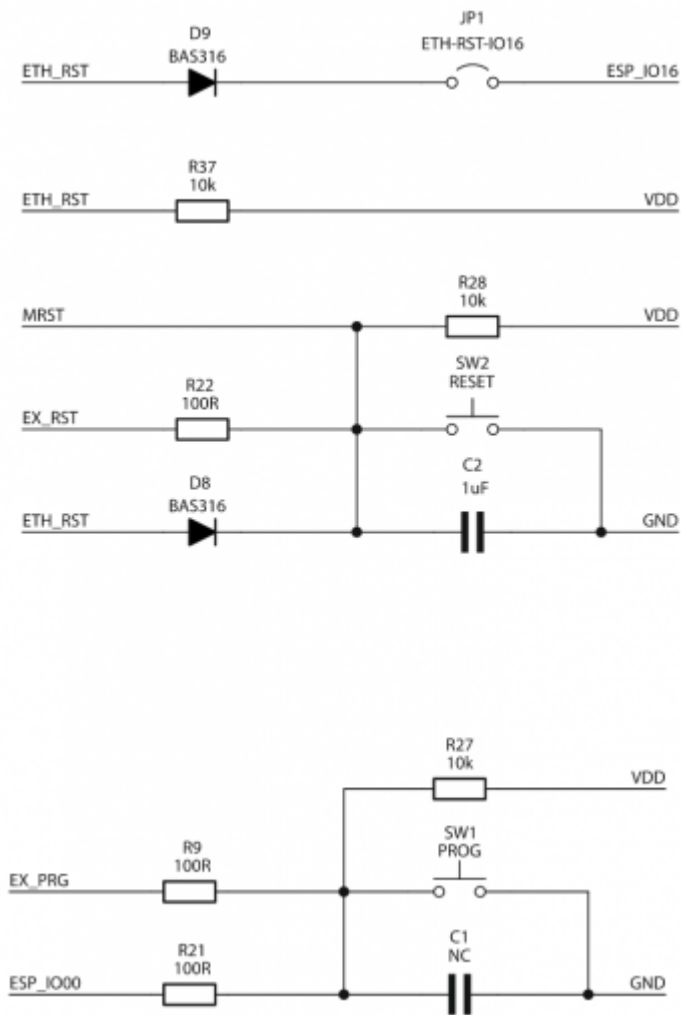 JP1
D9
ETH-RST-IO16
BAS316
ETH_RST
ESP_IO16
R37
10k
ETH_RST
VDD
R28
10k
MRST
VDD
SW2
RESET
R22
100R
EX_RST
C2
1uF
D8
BAS316
ETH_RST
GND
R27
10k
VDD
SW1
PROG
R9
100R
EX_PRG
C1
NC
R21
100R
ESP_IO00
GND